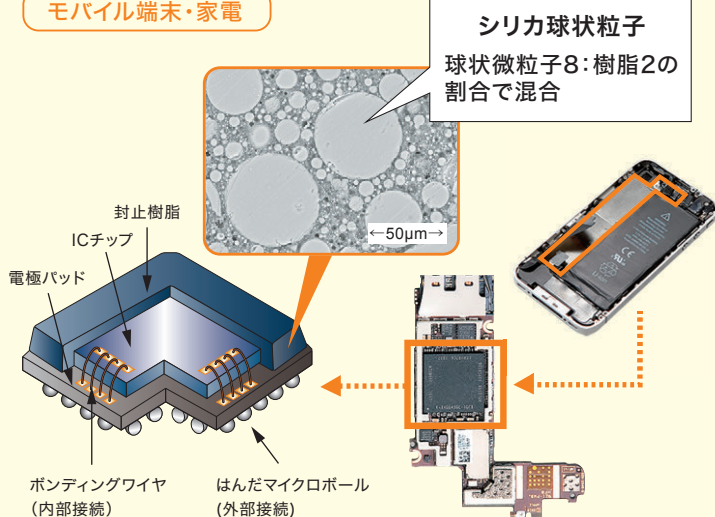 モバイル端末・家電
シリカ球状粒子
球状微粒子8：樹脂2の
割合で混合
←50μm→
封止樹脂
ICチップ
電極パッド
ボンディングワイヤ
（内部接続）
はんだマイクロボール
(外部接続)